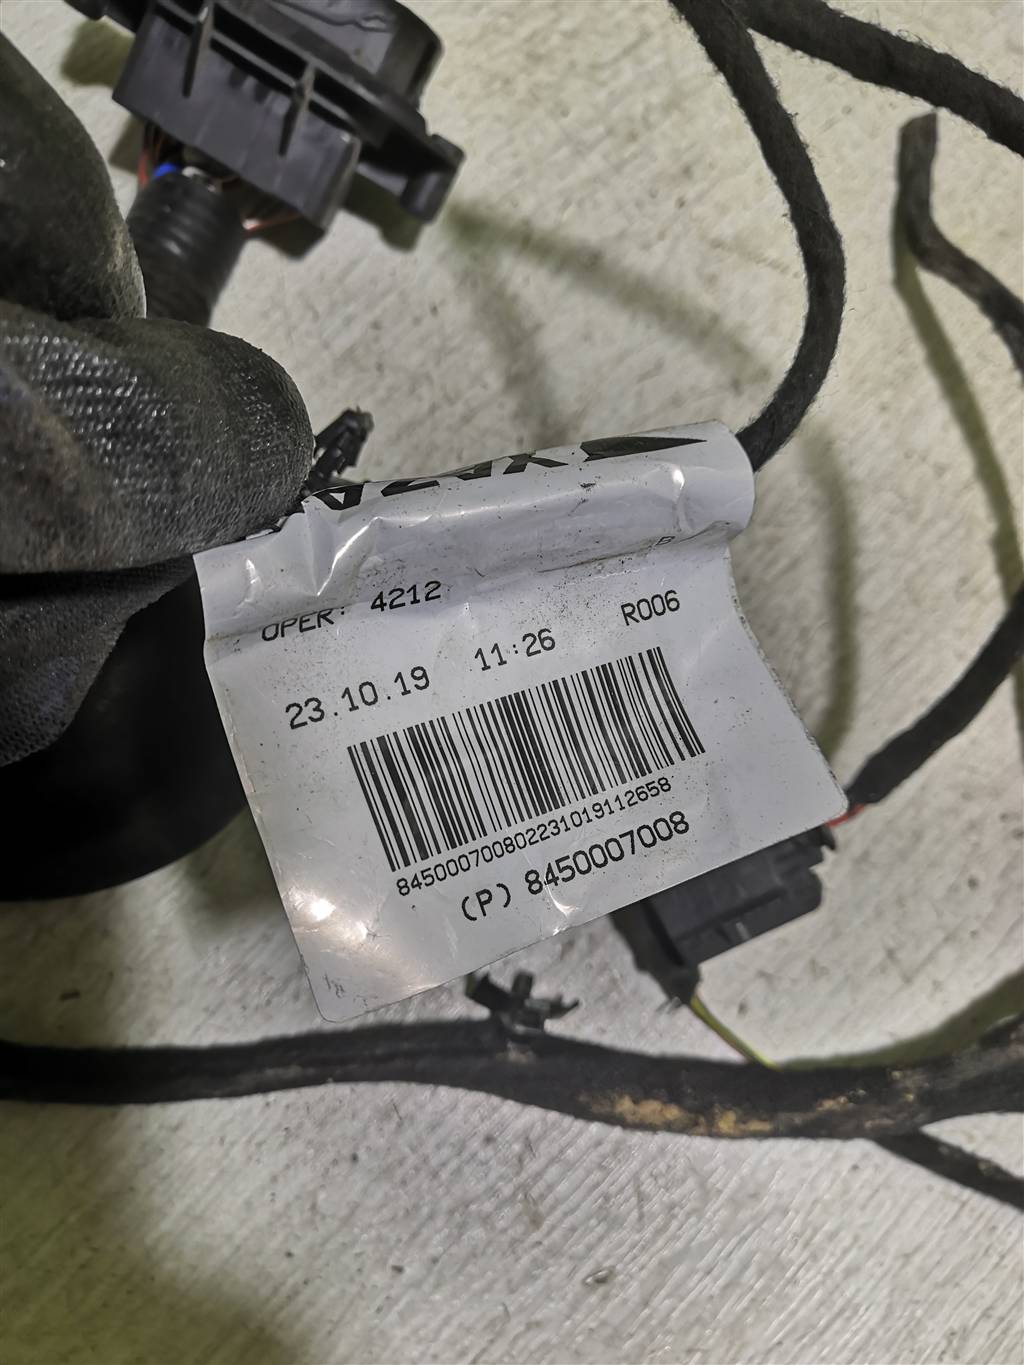 OPER: 4212
23.10.19 11:26 R006
845000700802231019112658
(P) 8450007008